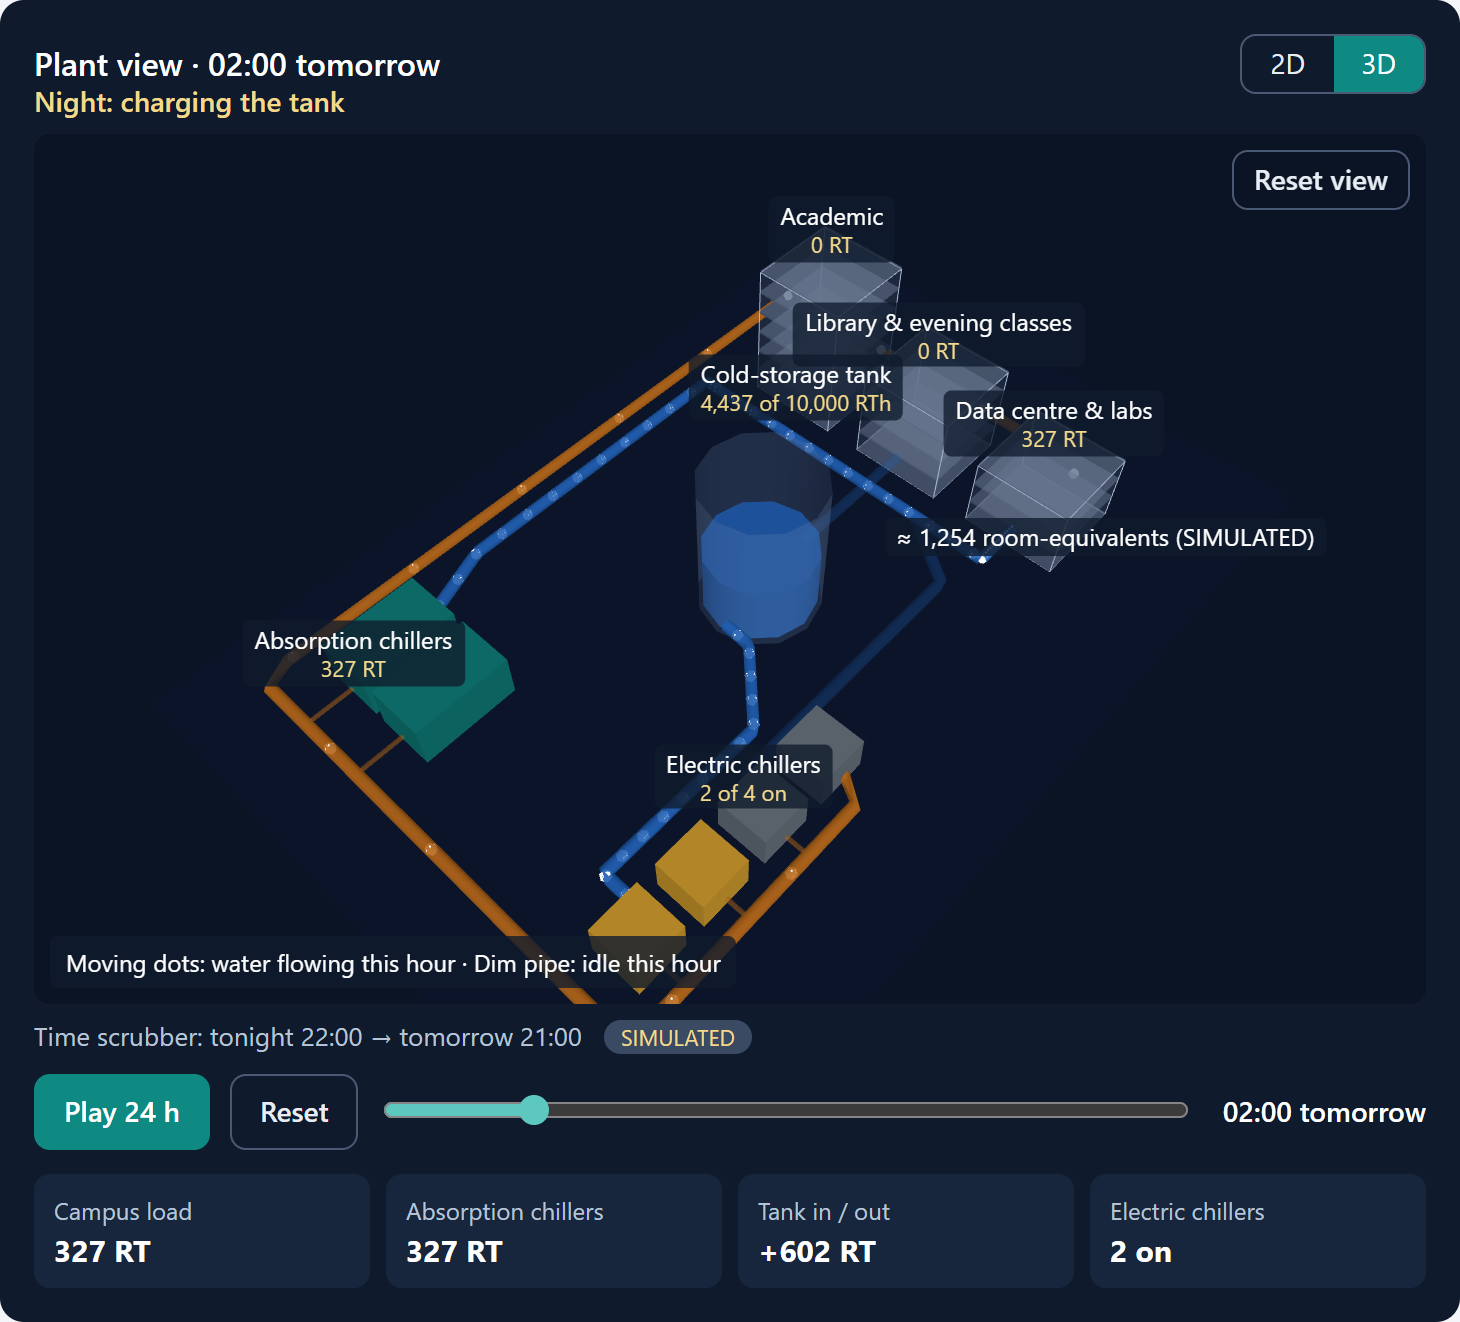 Plant view · 02:00 tomorrow
Night: charging the tank
2D
3D
Reset view
Academic
0 RT
Library & evening classes
0 RT
Cold-storage tank
4,437 of 10,000 RTh
Data centre & labs
327 RT
≈ 1,254 room-equivalents (SIMULATED)
Absorption chillers
327 RT
Electric chillers
2 of 4 on
Moving dots: water flowing this hour · Dim pipe: idle this hour
Time scrubber: tonight 22:00 → tomorrow 21:00
SIMULATED
Play 24 h
Reset
02:00 tomorrow
Campus load
327 RT
Absorption chillers
327 RT
Tank in / out
+602 RT
Electric chillers
2 on